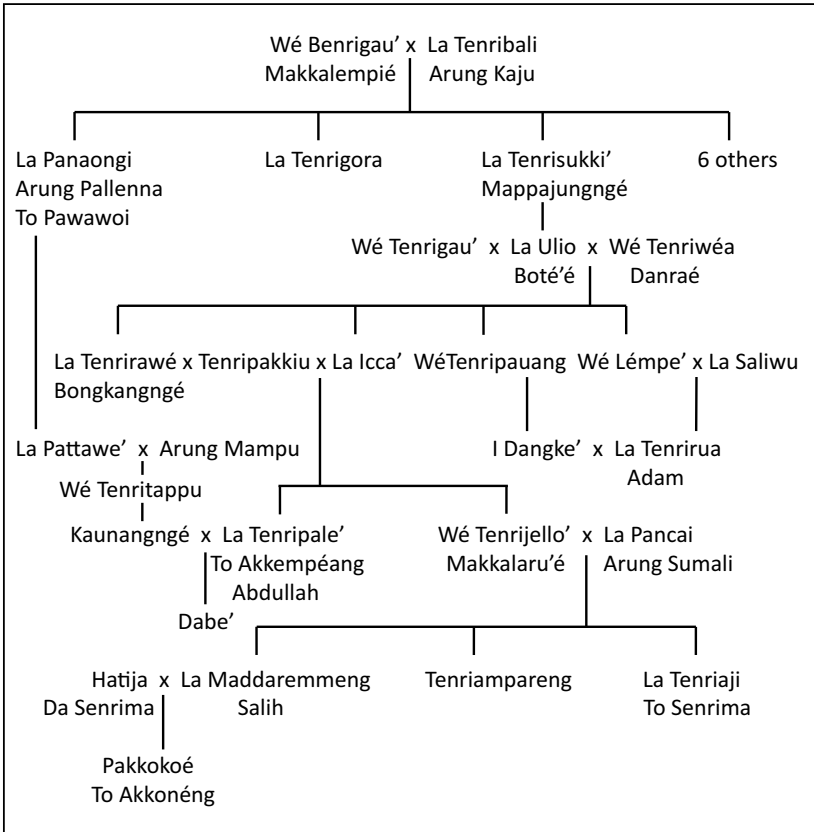 Wé Benrigau’ x La Tenribali
Makkalempié Arung Kaju
La Panaongi
Arung Pallenna
To Pawawoi
La Tenrigora
La Tenrisukki’
Mappajungngé
6 others
Wé Tenrigau’ x La Ulio x Wé Tenriwéa
Boté’é Danraé
La Tenrirawé x Tenripakkiu x La Icca’ WéTenripauang Wé Lémpe’ x La Saliwu
Bongkangngé
La Pattawe’ x Arung Mampu
I Dangke’ x La Tenrirua
Adam
Wé Tenritappu
Kaunangngé x La Tenripale’
To Akkempéang
Abdullah
Wé Tenrijello’ x La Pancai
Makkalaru’é Arung Sumali
Dabe’
Hatija x La Maddaremmeng
Da Senrima Salih
Tenriampareng
La Tenriaji
To Senrima
Pakkokoé
To Akkonéng